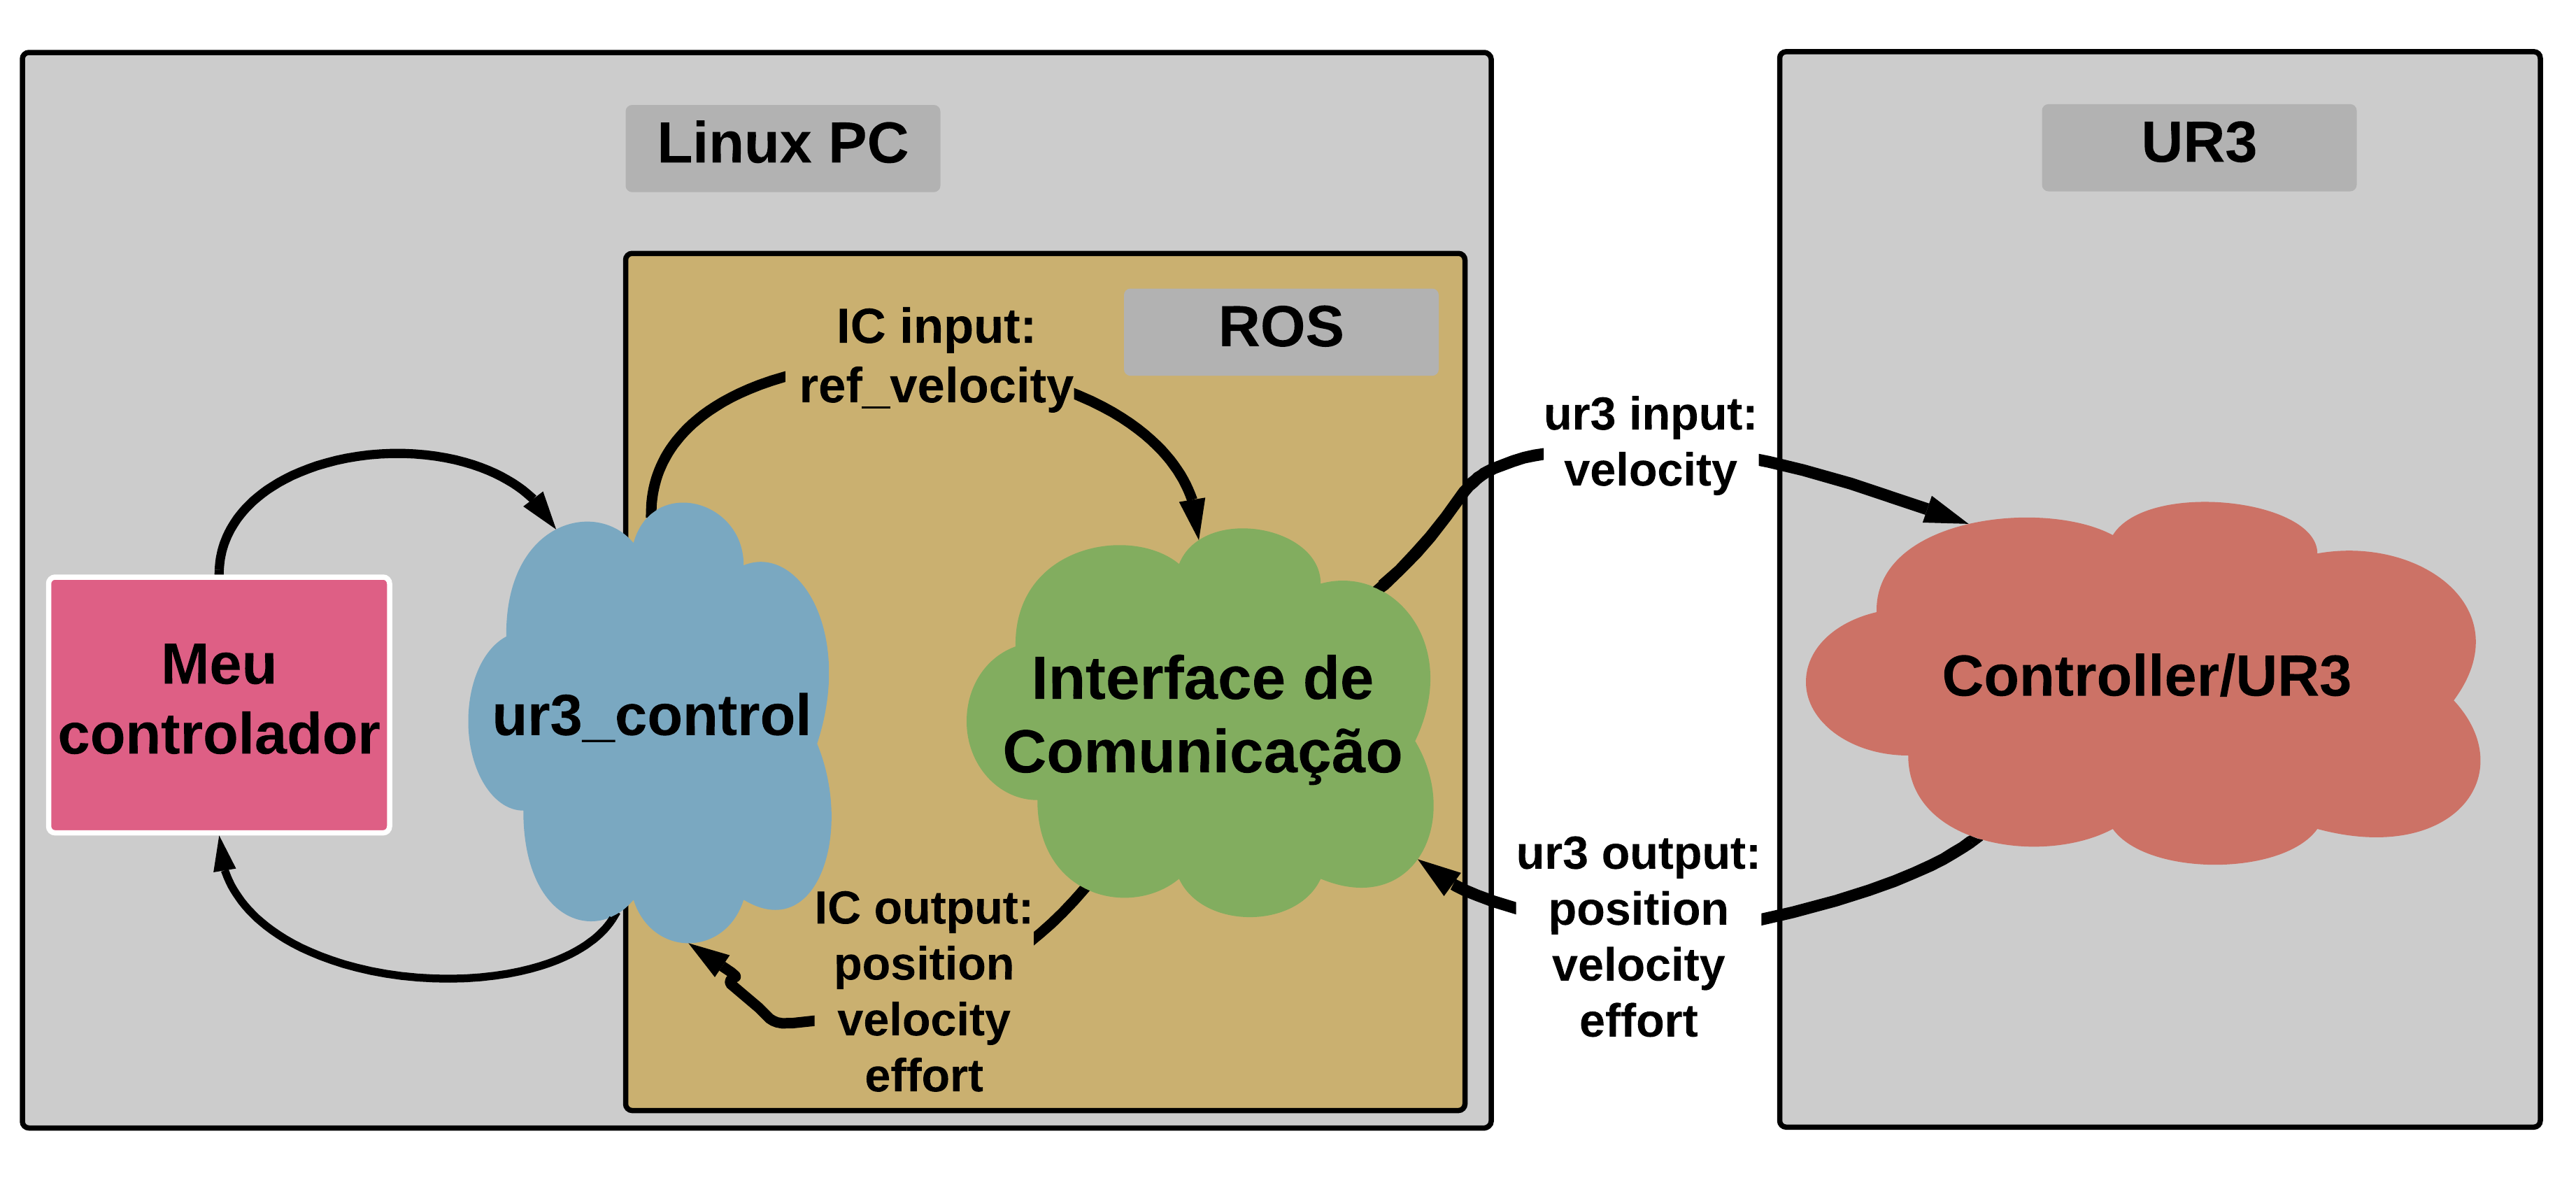 Linux PC
UR3
ROS
IC input:
ref_velocity
ur3 input:
velocity
Meu
controlador
ur3_control
Interface de
Comunicação
Controller/UR3
IC output:
position
velocity
effort
ur3 output:
position
velocity
effort